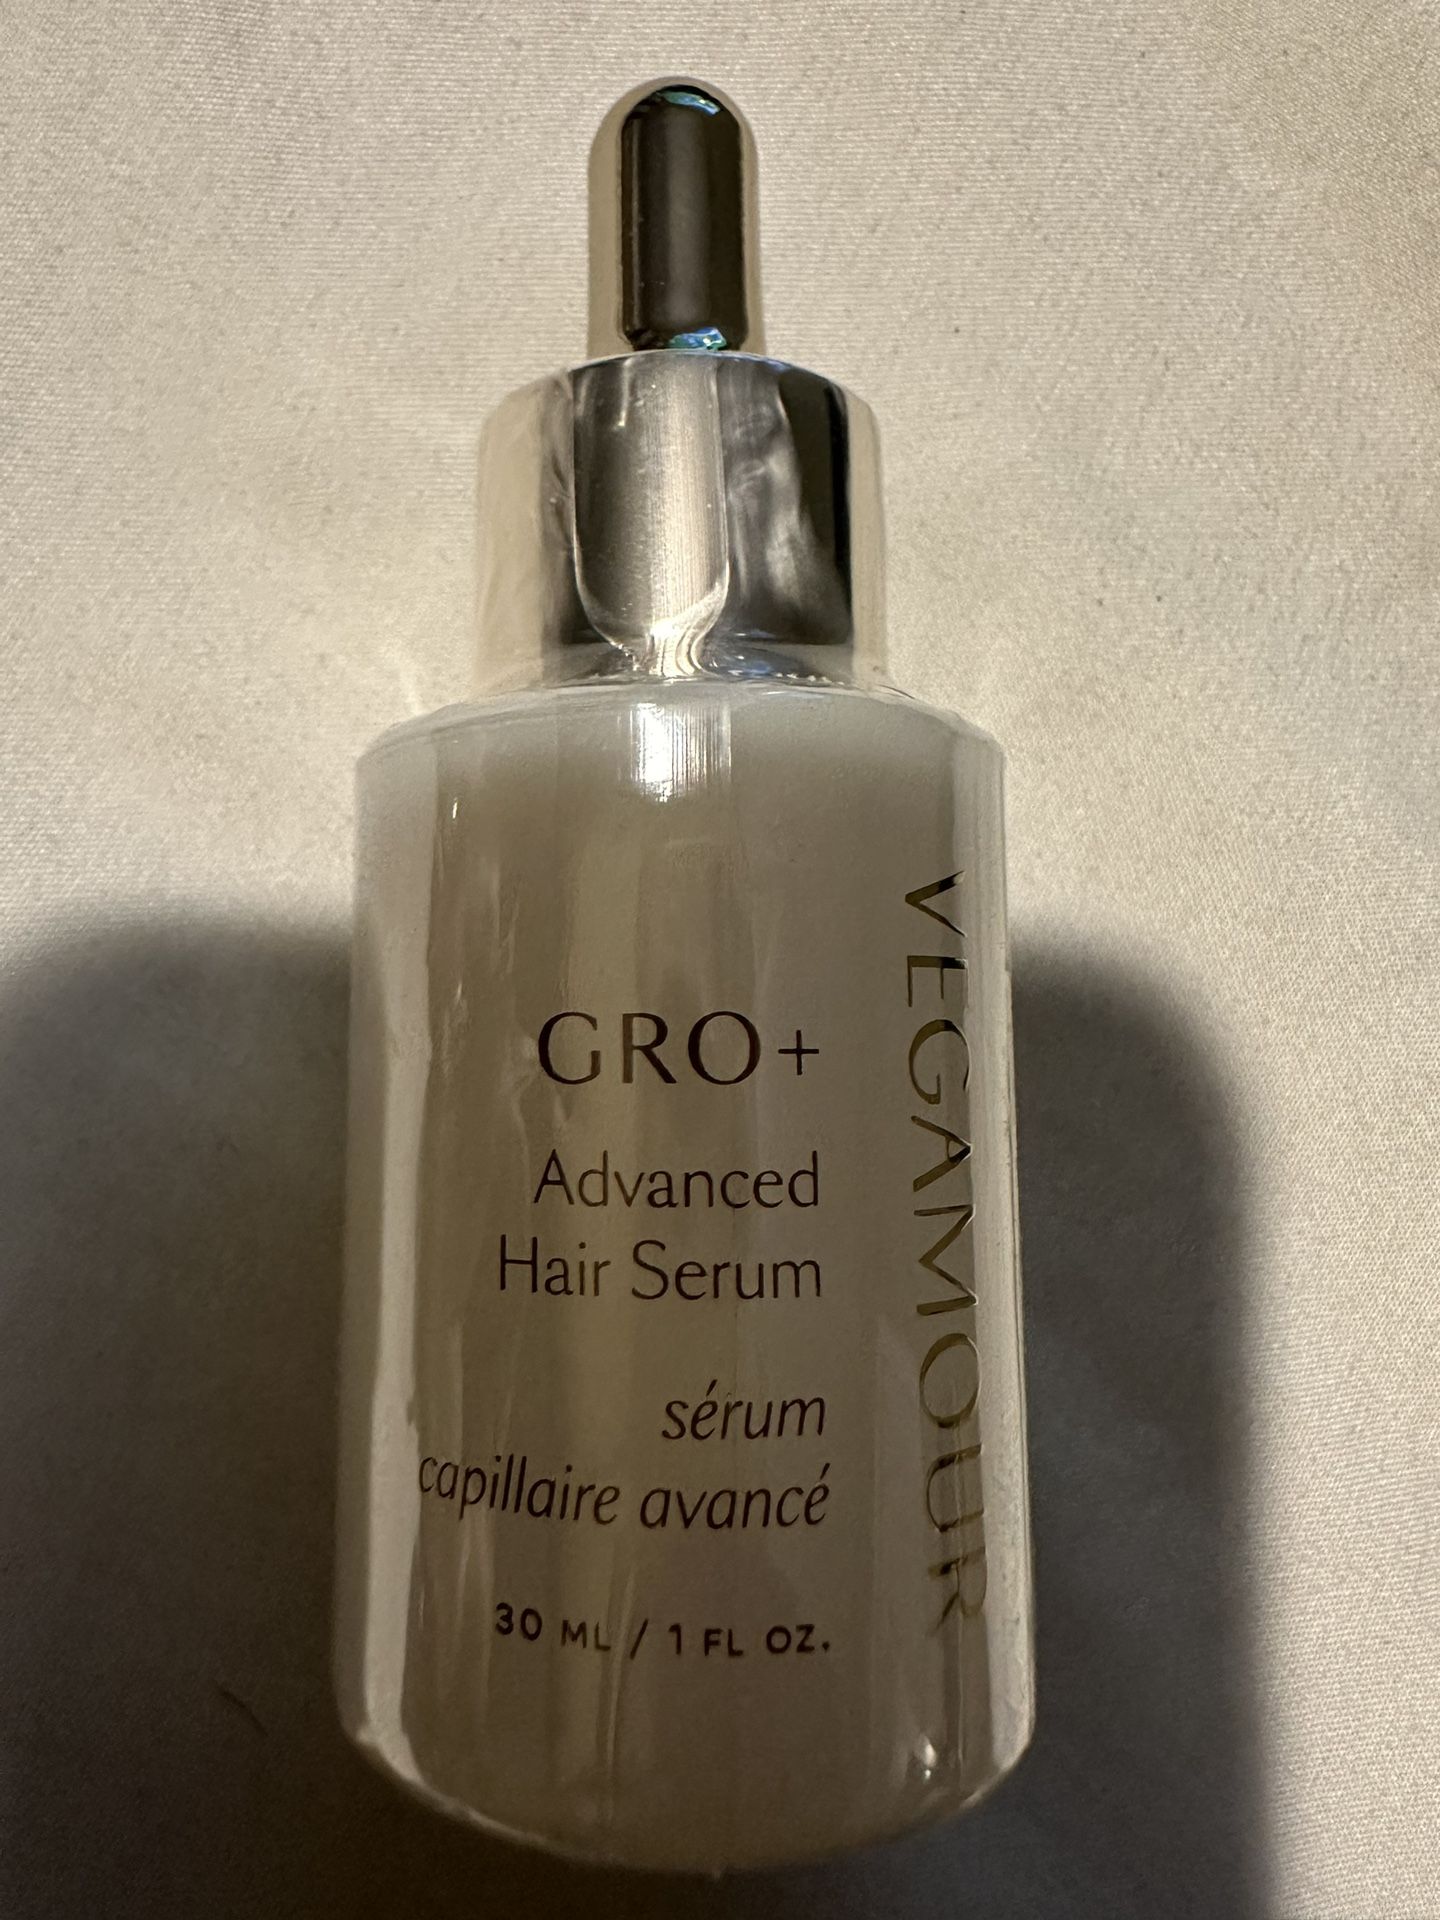 GRO+
Advanced
Hair Serum
sérum
capillaire avancé
30 ML / 1 FL OZ.
VEGAMOUR